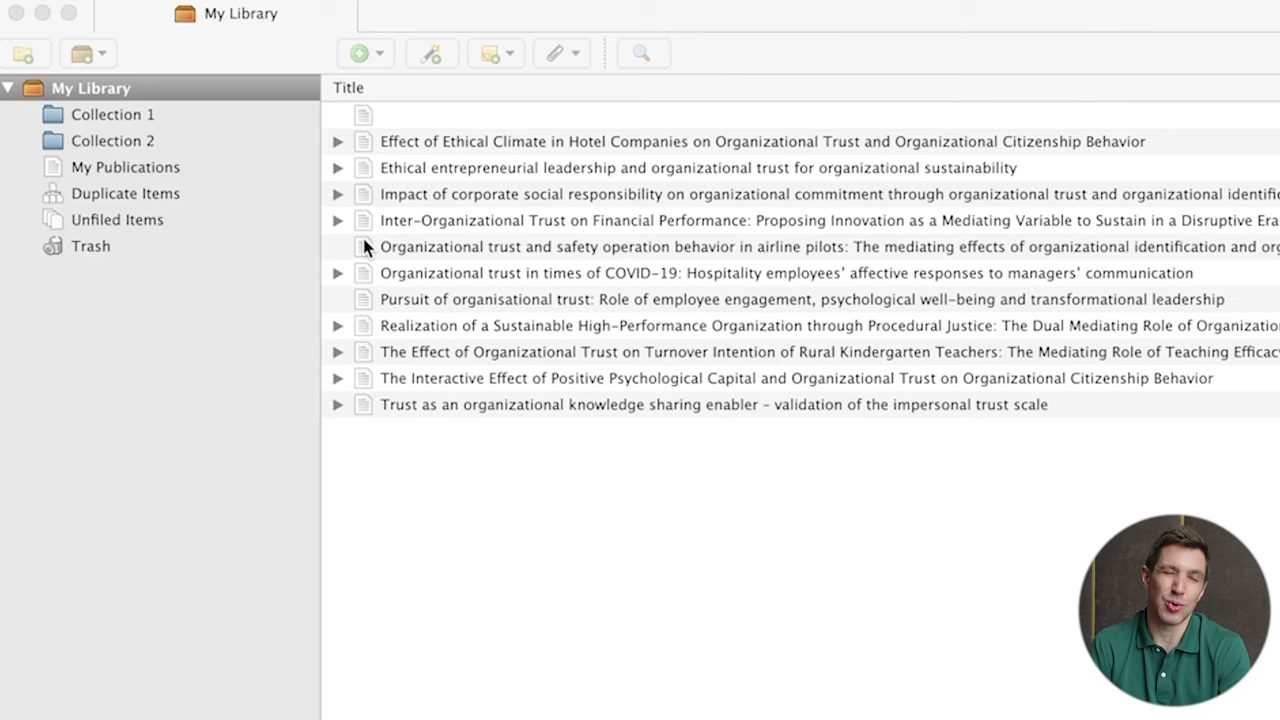 My Library
My Library
Collection 1
Collection 2
My Publications
Duplicate Items
Unfiled Items
Trash
Title
Effect of Ethical Climate in Hotel Companies on Organizational Trust and Organizational Citizenship Behavior
Ethical entrepreneurial leadership and organizational trust for organizational sustainability
Impact of corporate social responsibility on organizational commitment through organizational trust and organizational identifi
Inter-Organizational Trust on Financial Performance: Proposing Innovation as a Mediating Variable to Sustain in a Disruptive Era
Organizational trust and safety operation behavior in airline pilots: The mediating effects of organizational identification and org
Organizational trust in times of COVID-19: Hospitality employees’ affective responses to managers’ communication
Pursuit of organisational trust: Role of employee engagement, psychological well-being and transformational leadership
Realization of a Sustainable High-Performance Organization through Procedural Justice: The Dual Mediating Role of Organizatio
The Effect of Organizational Trust on Turnover Intention of Rural Kindergarten Teachers: The Mediating Role of Teaching Efficac
The Interactive Effect of Positive Psychological Capital and Organizational Trust on Organizational Citizenship Behavior
Trust as an organizational knowledge sharing enabler – validation of the impersonal trust scale